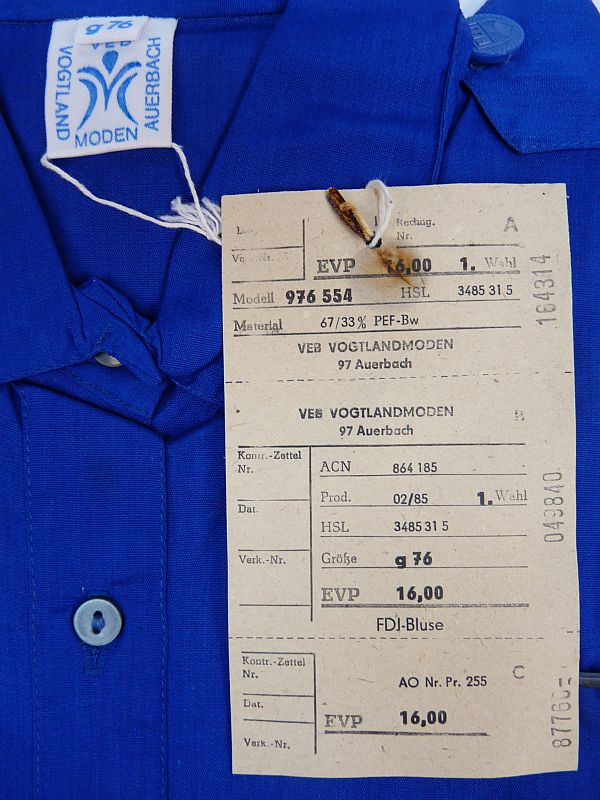 g 76
VEB
VOGTLAND
MODEN
AUERBACH
Rechng.
Nr.
A
EVP 16,00 1. Wahl
Modell 976 554 HSL 3485 31 5
Material 67/33 % PEF-Bw
VEB VOGTLANDMODEN
97 Auerbach
164314
VEB VOGTLANDMODEN
97 Auerbach
B
Kontr.-Zettel
Nr.
Dat.
Verk.-Nr.
ACN 864 185
Prod. 02/85 1. Wahl
HSL 3485 31 5
Größe g 76
EVP 16,00
FDJ-Bluse
049840
Kontr.-Zettel
Nr.
Dat.
Verk.-Nr.
AO Nr. Pr. 255
C
EVP 16,00